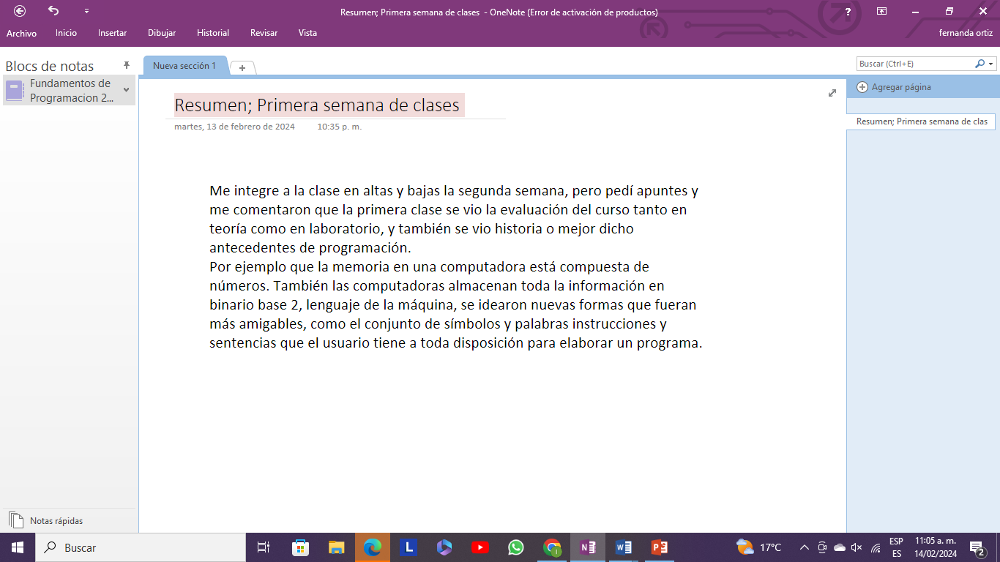 Resumen; Primera semana de clases - OneNote (Error de activación de productos)
?
Archivo Inicio Insertar Dibujar Historial Revisar Vista
fernanda ortiz
Blocs de notas
Nueva sección 1
+
Buscar (Ctrl+E)
Fundamentos de
Programacion 2...
Agregar página
Resumen; Primera semana de clases
Resumen; Primera semana de clas
martes, 13 de febrero de 2024 10:35 p. m.
Me integre a la clase en altas y bajas la segunda semana, pero pedí apuntes y
me comentaron que la primera clase se vio la evaluación del curso tanto en
teoría como en laboratorio, y también se vio historia o mejor dicho
antecedentes de programación.
Por ejemplo que la memoria en una computadora está compuesta de
números. También las computadoras almacenan toda la información en
binario base 2, lenguaje de la máquina, se idearon nuevas formas que fueran
más amigables, como el conjunto de símbolos y palabras instrucciones y
sentencias que el usuario tiene a toda disposición para elaborar un programa.
Notas rápidas
Buscar
L
i
N
W
P
17°C
ESP
ES
11:05 a. m.
14/02/2024
2